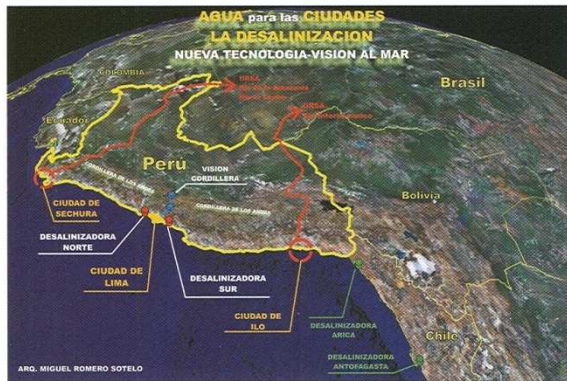 AGUA para las CIUDADES
LA DESALINIZACION
NUEVA TECNOLOGIA-VISION AL MAR
COLOMBIA
Brasil
IIRSA
IIRSA
Ecuador
Peru
VISION
CORDILLERA
CORDILLERA DE LOS ANDES
CORDILLERA DE LOS ANDES
Bolivia
CIUDAD DE
SECHURA
DESALINIZADORA
NORTE
CIUDAD DE
LIMA
DESALINIZADORA
SUR
CIUDAD DE
ILO
DESALINIZADORA
ARICA
Chile
DESALINIZADORA
ANTOFAGASTA
ARQ. MIGUEL ROMERO SOTELO